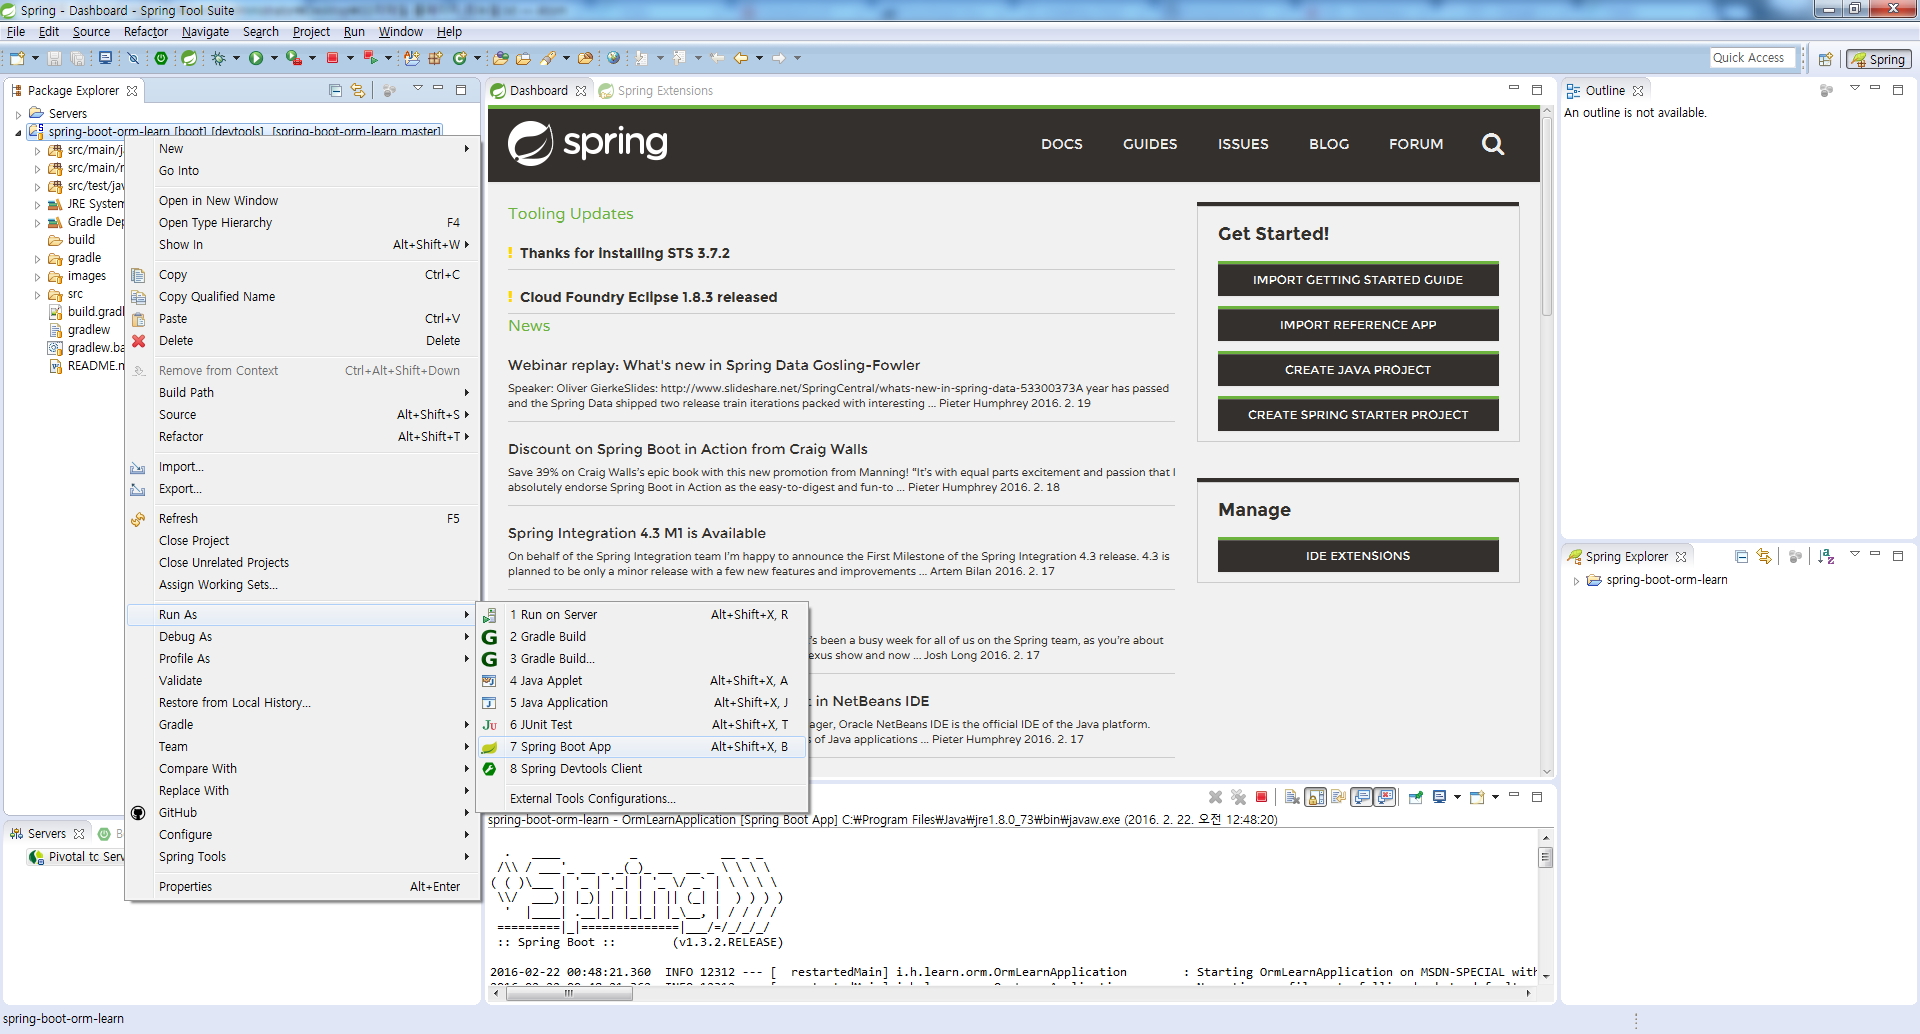 Spring - Dashboard - Spring Tool Suite
File Edit Source Refactor Navigate Search Project Run Window Help
Quick Access
Spring
Package Explorer
Servers
spring-boot-orm-learn [boot] [devtools] [spring-boot-orm-learn master]
src/main/j
src/main/r
src/test/jav
JRE System
Gradle Dep
build
gradle
images
src
build.gradl
gradlew
gradlew.ba
README.n
New
Go Into
Open in New Window
Open Type Hierarchy F4
Show In Alt+Shift+W
Copy Ctrl+C
Copy Qualified Name
Paste Ctrl+V
Delete Delete
Remove from Context Ctrl+Alt+Shift+Down
Build Path
Source Alt+Shift+S
Refactor Alt+Shift+T
Import...
Export...
Refresh F5
Close Project
Close Unrelated Projects
Assign Working Sets...
Run As
Debug As
Profile As
Validate
Restore from Local History...
Gradle
Team
Compare With
Replace With
GitHub
Configure
Spring Tools
Properties Alt+Enter
1 Run on Server Alt+Shift+X, R
2 Gradle Build
3 Gradle Build...
4 Java Applet Alt+Shift+X, A
5 Java Application Alt+Shift+X, J
6 JUnit Test Alt+Shift+X, T
7 Spring Boot App Alt+Shift+X, B
8 Spring Devtools Client
External Tools Configurations...
Servers B
Pivotal tc Serv
Dashboard Spring Extensions
spring DOCS GUIDES ISSUES BLOG FORUM
Tooling Updates
! Thanks for installing STS 3.7.2
! Cloud Foundry Eclipse 1.8.3 released
News
Webinar replay: What's new in Spring Data Gosling-Fowler
Speaker: Oliver GierkeSlides: http://www.slideshare.net/SpringCentral/whats-new-in-spring-data-53300373A year has passed
and the Spring Data shipped two release train iterations packed with interesting ... Pieter Humphrey 2016. 2. 19
Discount on Spring Boot in Action from Craig Walls
Save 39% on Craig Walls’s epic book with this new promotion from Manning! “It’s with equal parts excitement and passion that I
absolutely endorse Spring Boot in Action as the easy-to-digest and fun-to ... Pieter Humphrey 2016. 2. 18
Spring Integration 4.3 M1 is Available
On behalf of the Spring Integration team I’m happy to announce the First Milestone of the Spring Integration 4.3 release. 4.3 is
planned to be only a minor release with a few new features and improvements ... Artem Bilan 2016. 2. 17
’s been a busy week for all of us on the Spring team, as you’re about
exus show and now ... Josh Long 2016. 2. 17
t in NetBeans IDE
ager, Oracle NetBeans IDE is the official IDE of the Java platform.
s of Java applications ... Pieter Humphrey 2016. 2. 17
Get Started!
IMPORT GETTING STARTED GUIDE
IMPORT REFERENCE APP
CREATE JAVA PROJECT
CREATE SPRING STARTER PROJECT
Manage
IDE EXTENSIONS
spring-boot-orm-learn - OrmLearnApplication [Spring Boot App] C:₩Program Files₩Java₩jre1.8.0_73₩bin₩javaw.exe (2016. 2. 22. 오전 12:48:20)
Spring
:: Spring Boot :: (v1.3.2.RELEASE)
2016-02-22 00:48:21.360 INFO 12312 --- [ restartedMain] i.h.learn.orm.OrmLearnApplication : Starting OrmLearnApplication on MSDN-SPECIAL with
Outline
An outline is not available.
Spring Explorer
spring-boot-orm-learn
spring-boot-orm-learn